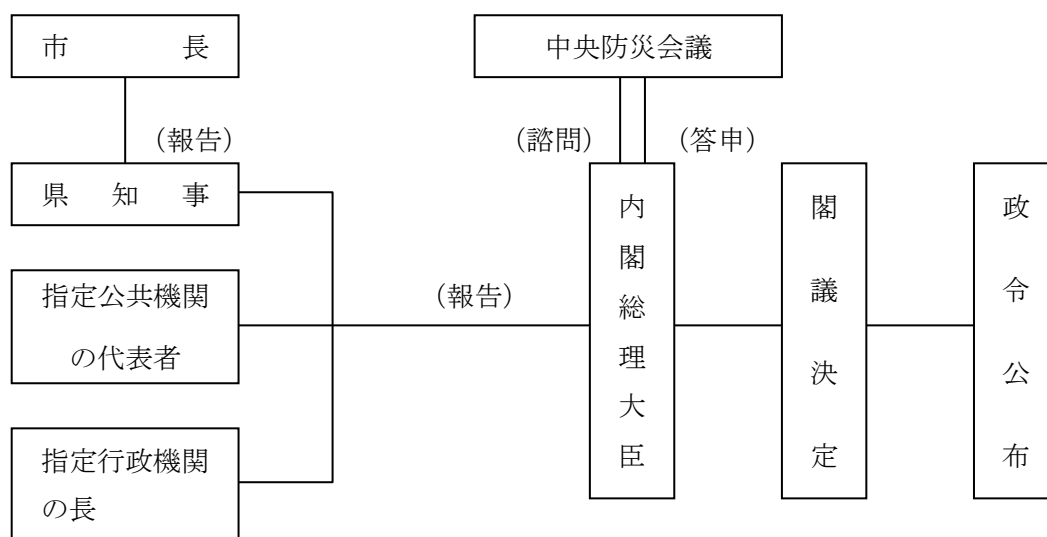 市長
中央防災会議
（報告）
（諮問）
（答申）
県知事
内閣総理大臣
閣議決定
政令公布
指定公共機関
の代表者
（報告）
指定行政機関
の長